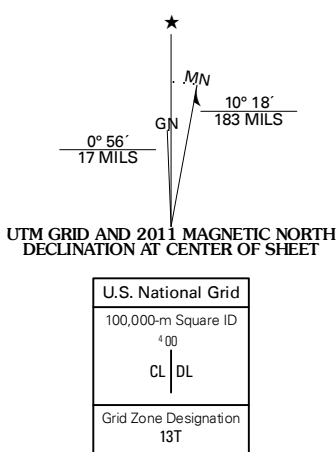 ★
MN
10° 18´
183 MILS
GN
0° 56´
17 MILS
UTM GRID AND 2011 MAGNETIC NORTH
DECLINATION AT CENTER OF SHEET
U.S. National Grid
100,000-m Square ID
4 00
CL DL
Grid Zone Designation
13T